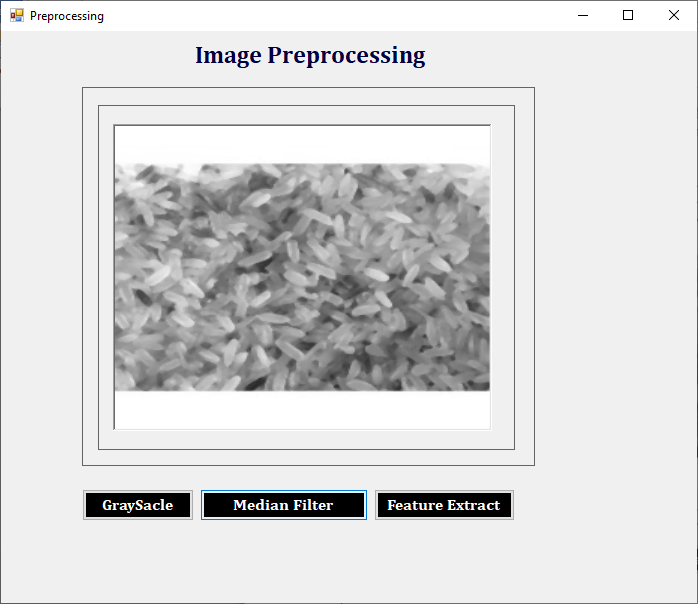 Preprocessing
Image Preprocessing
GraySacle Median Filter Feature Extract